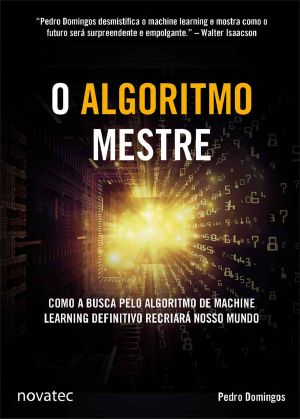 “Pedro Domingos desmistifica o machine learning e mostra como o
futuro será surpreendente e empolgante.” – Walter Isaacson
O ALGORITMO
MESTRE
COMO A BUSCA PELO ALGORITMO DE MACHINE
LEARNING DEFINITIVO RECRIARÁ NOSSO MUNDO
novatec
Pedro Domingos